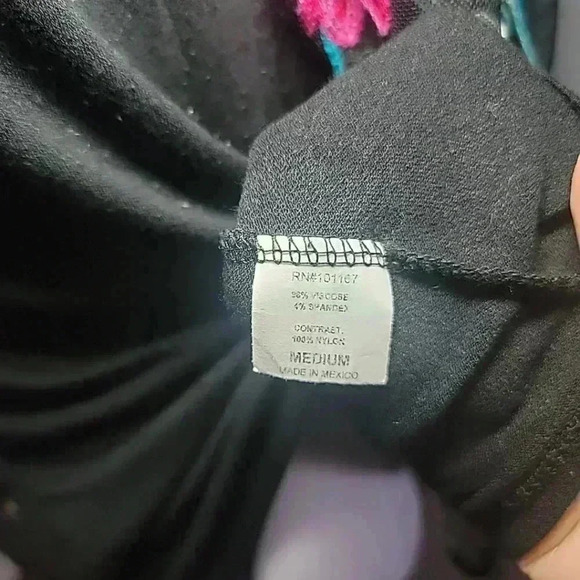 RN#101167
96% VISCOSE
4% SPANDEX
CONTRAST:
100% NYLON
MEDIUM
MADE IN MEXICO